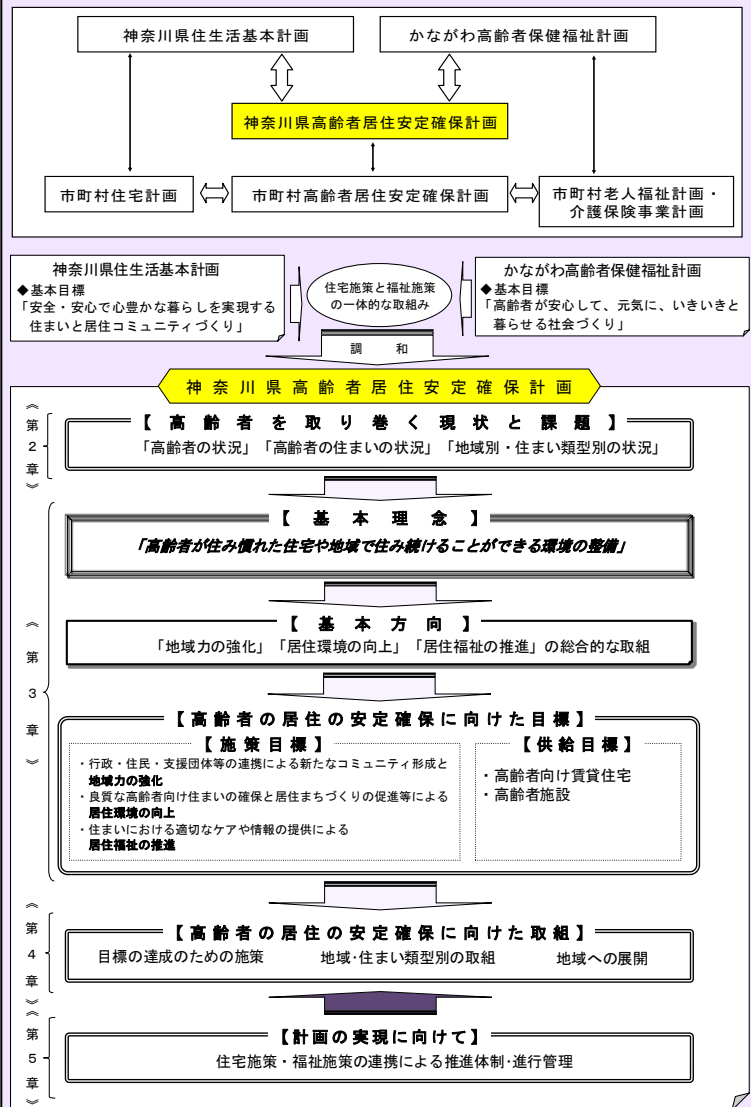 神奈川県住生活基本計画
かながわ高齢者保健福祉計画
神奈川県高齢者居住安定確保計画
市町村住宅計画
市町村高齢者居住安定確保計画
市町村老人福祉計画・
介護保険事業計画
神奈川県住生活基本計画
◆基本目標
「安全・安心で心豊かな暮らしを実現する
住まいと居住コミュニティづくり」
住宅施策と福祉施策
の一体的な取組み
かながわ高齢者保健福祉計画
◆基本目標
「高齢者が安心して、元気に、いきいきと
暮らせる社会づくり」
調 和
神奈川県高齢者居住安定確保計画
《第2章》
【高齢者を取り巻く現状と課題】
「高齢者の状況」「高齢者の住まいの状況」「地域別・住まい類型別の状況」
《第3章》
【基本理念】
「高齢者が住み慣れた住宅や地域で住み続けることができる環境の整備」
【基本方向】
「地域力の強化」「居住環境の向上」「居住福祉の推進」の総合的な取組
【高齢者の居住の安定確保に向けた目標】
【施策目標】
・行政・住民・支援団体等の連携による新たなコミュニティ形成と
地域力の強化
・良質な高齢者向け住まいの確保と居住まちづくりの促進等による
居住環境の向上
・住まいにおける適切なケアや情報の提供による
居住福祉の推進
【供給目標】
・高齢者向け賃貸住宅
・高齢者施設
《第4章》
【高齢者の居住の安定確保に向けた取組】
目標の達成のための施策 地域・住まい類型別の取組 地域への展開
《第5章》
【計画の実現に向けて】
住宅施策・福祉施策の連携による推進体制・進行管理